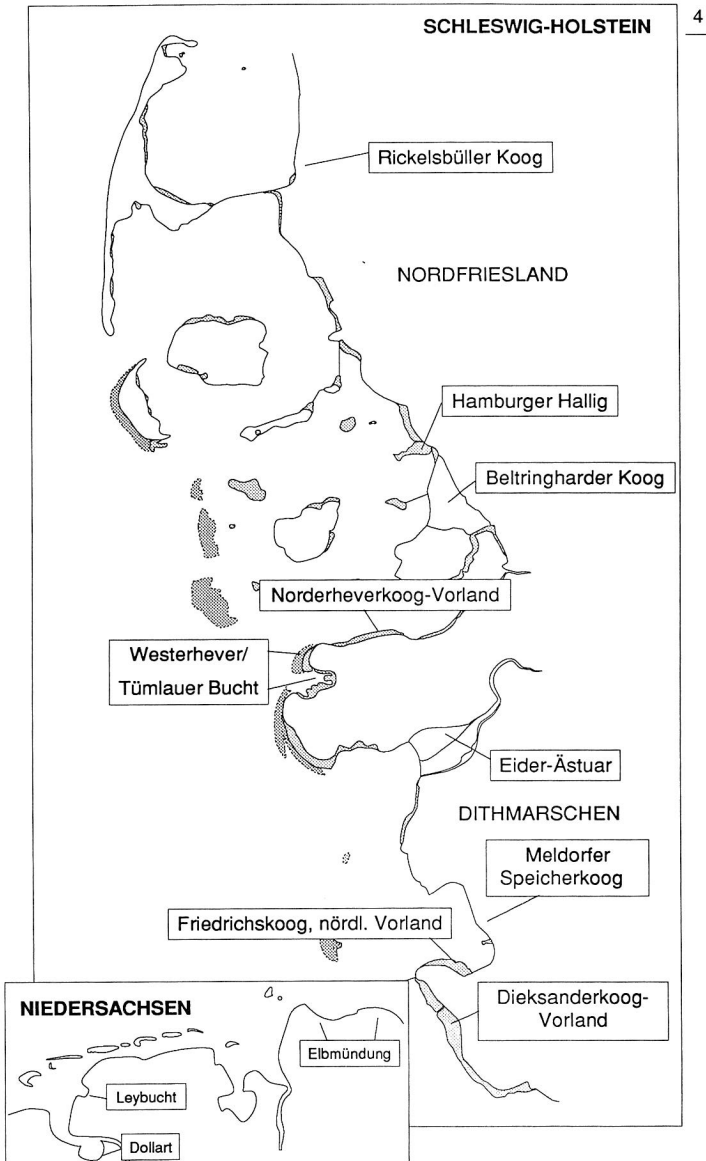 SCHLESWIG-HOLSTEIN
4
Rickelsbüller Koog
NORDFRIESLAND
Hamburger Hallig
Beltringharder Koog
Norderheverkoog-Vorland
Westerhever/
Tümlauer Bucht
Eider-Ästuar
DITHMARSCHEN
Meldorfer
Speicherkoog
Friedrichskoog, nördl. Vorland
Dieksanderkoog-
Vorland
NIEDERSACHSEN
Elbmündung
Leybucht
Dollart